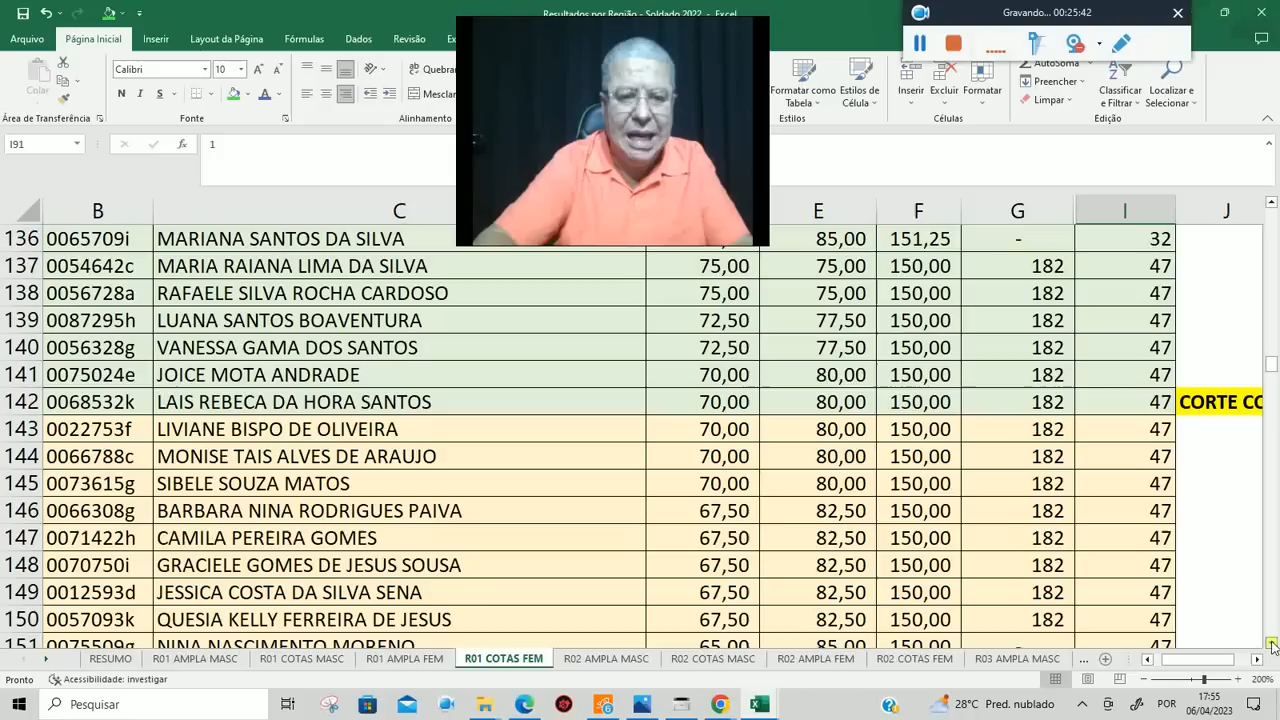 Resultados por Região - Soldado 2022 - Excel
Gravando... 00:25:42
Arquivo Página Inicial Inserir Layout da Página Fórmulas Dados Revisão
Colar Calibri 10 N I S Mesclar Formatar como Tabela Estilos de Célula Inserir Excluir Formatar AutoSoma Preencher Limpar Classificar e Filtrar Localizar e Selecionar
Área de Transferência Fonte Alinhamento Estilos Células Edição
I91 1
B C E F G I J
136 0065709i MARIANA SANTOS DA SILVA 85,00 151,25 - 32
137 0054642c MARIA RAIANA LIMA DA SILVA 75,00 75,00 150,00 182 47
138 0056728a RAFAELE SILVA ROCHA CARDOSO 75,00 75,00 150,00 182 47
139 0087295h LUANA SANTOS BOAVENTURA 72,50 77,50 150,00 182 47
140 0056328g VANESSA GAMA DOS SANTOS 72,50 77,50 150,00 182 47
141 0075024e JOICE MOTA ANDRADE 70,00 80,00 150,00 182 47
142 0068532k LAIS REBECA DA HORA SANTOS 70,00 80,00 150,00 182 47 CORTE
143 0022753f LIVIANE BISPO DE OLIVEIRA 70,00 80,00 150,00 182 47
144 0066788c MONISE TAIS ALVES DE ARAUJO 70,00 80,00 150,00 182 47
145 0073615g SIBELE SOUZA MATOS 70,00 80,00 150,00 182 47
146 0066308g BARBARA NINA RODRIGUES PAIVA 67,50 82,50 150,00 182 47
147 0071422h CAMILA PEREIRA GOMES 67,50 82,50 150,00 182 47
148 0070750i GRACIELE GOMES DE JESUS SOUSA 67,50 82,50 150,00 182 47
149 0012593d JESSICA COSTA DA SILVA SENA 67,50 82,50 150,00 182 47
150 0057093k QUESIA KELLY FERREIRA DE JESUS 67,50 82,50 150,00 182 47
151 0075509g NINA NASCIMENTO MORENO 65,00 85,00 150,00 - 47
RESUMO R01 AMPLA MASC R01 COTAS MASC R01 AMPLA FEM R01 COTAS FEM R02 AMPLA MASC R02 COTAS MASC R02 AMPLA FEM R02 COTAS FEM R03 AMPLA MASC ...
Pronto Acessibilidade: investigar 200%
Pesquisar 28°C Pred. nublado POR 17:55
06/04/2023